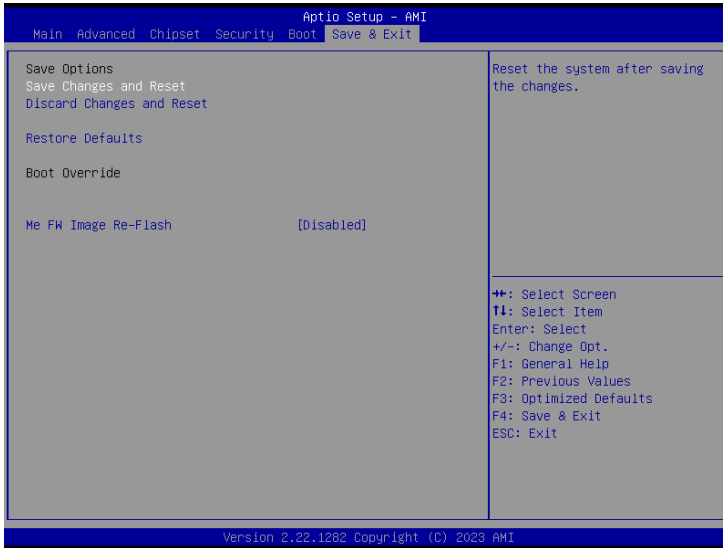 Aptio Setup – AMI
Main Advanced Chipset Security Boot Save & Exit
Save Options
Save Changes and Reset
Discard Changes and Reset
Restore Defaults
Boot Override
Me FW Image Re-Flash [Disabled]
Reset the system after saving
the changes.
→←: Select Screen
↑↓: Select Item
Enter: Select
+/-: Change Opt.
F1: General Help
F2: Previous Values
F3: Optimized Defaults
F4: Save & Exit
ESC: Exit
Version 2.22.1282 Copyright (C) 2023 AMI